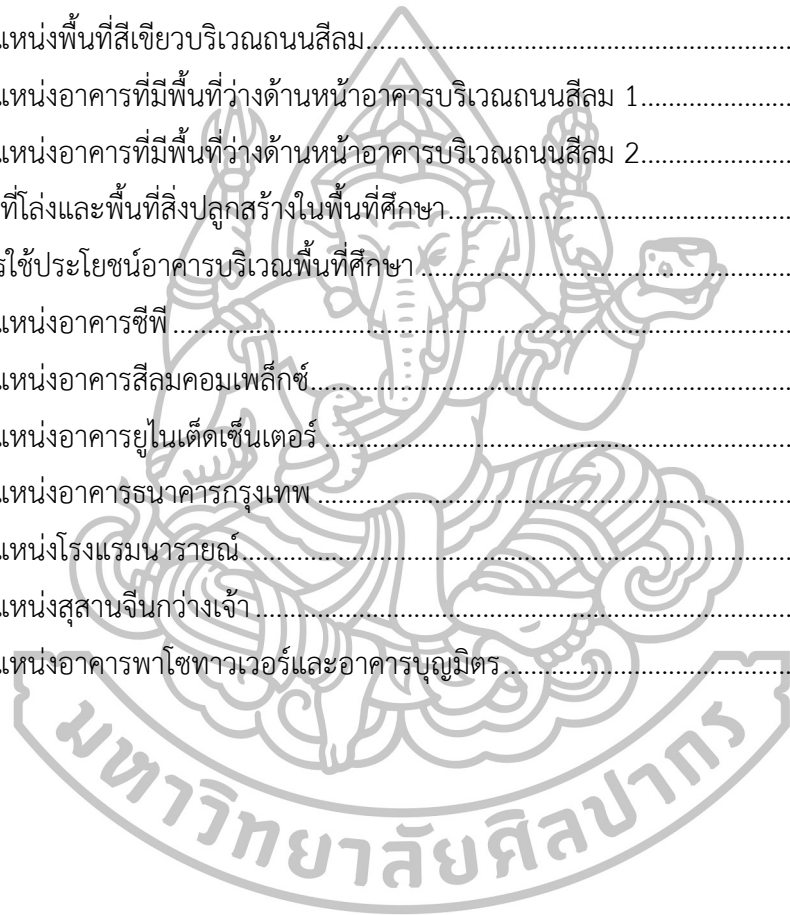 แหน่งพื้นที่สีเขียวบริเวณถนนสีลม
แหน่งอาคารที่มีพื้นที่ว่างด้านหน้าอาคารบริเวณถนนสีลม 1
แหน่งอาคารที่มีพื้นที่ว่างด้านหน้าอาคารบริเวณถนนสีลม 2
ที่โล่งและพื้นที่สิ่งปลูกสร้างในพื้นที่ศึกษา
รใช้ประโยชน์อาคารบริเวณพื้นที่ศึกษา
แหน่งอาคารซีพี
แหน่งอาคารสีลมคอมเพล็กซ์
แหน่งอาคารยูไนเต็ดเซ็นเตอร์
แหน่งอาคารธนาคารกรุงเทพ
แหน่งโรงแรมนารายณ์
แหน่งสุสานจีนกว่างเจ้า
แหน่งอาคารพาโซทาวเวอร์และอาคารบุญมิตร
มหาวิทยาลัยศิลปากร